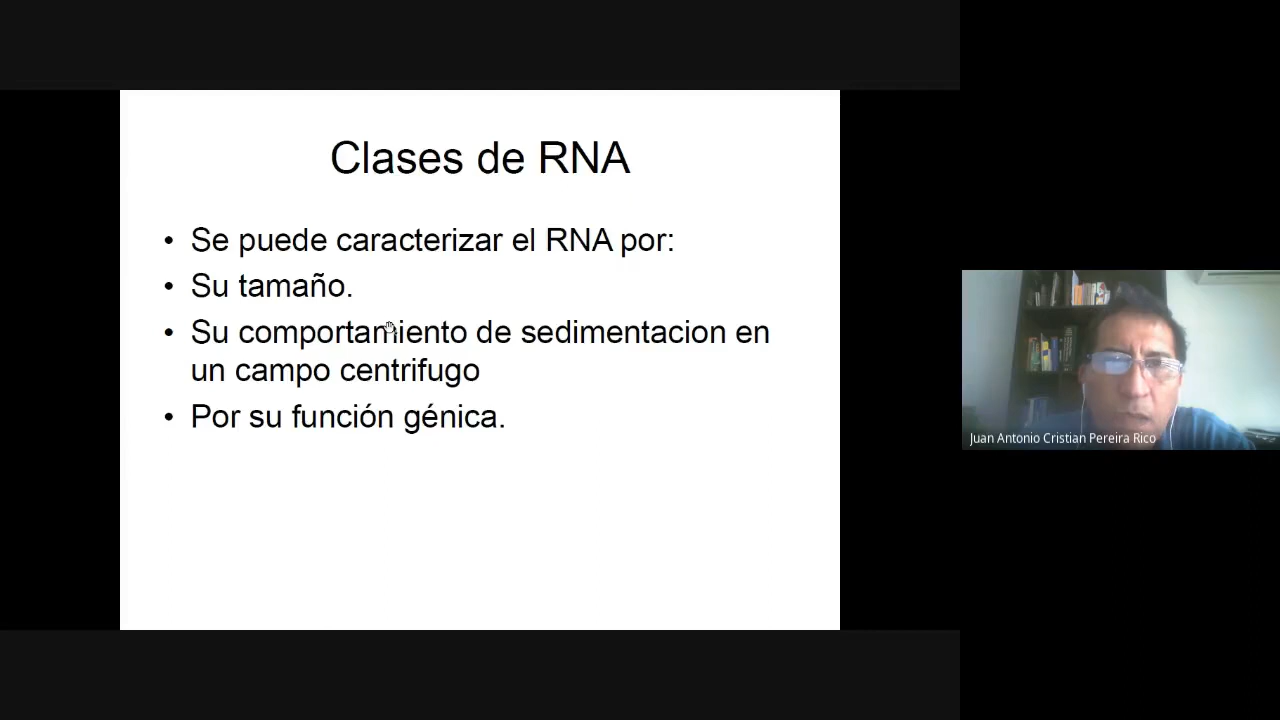 Clases de RNA
• Se puede caracterizar el RNA por:
• Su tamaño.
• Su comportamiento de sedimentacion en
un campo centrifugo
• Por su función génica.
Juan Antonio Cristian Pereira Rico